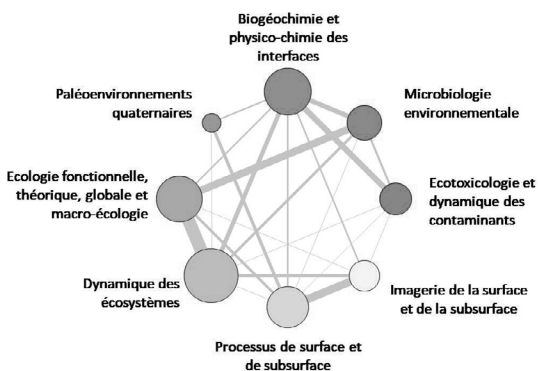 Biogéochimie et
physico-chimie des
interfaces
Paléoenvironnements
quaternaires
Microbiologie
environnementale
Ecologie fonctionnelle,
théorique, globale et
macro-écologie
Ecotoxicologie et
dynamique des
contaminants
Dynamique des
écosystèmes
Imagerie de la surface
et de la subsurface
Processus de surface et
de subsurface